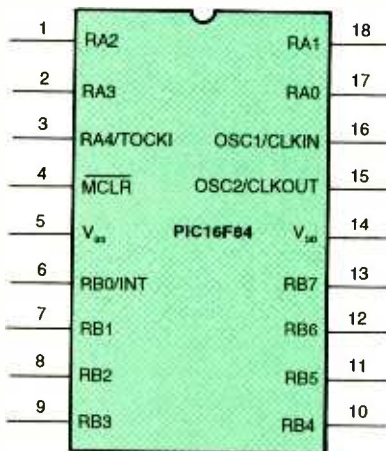 1 RA2 RA1 18
2 RA3 RA0 17
3 RA4/TOCKI OSC1/CLKIN 16
4 MCLR OSC2/CLKOUT 15
5 V PIC16F84 V 14
6 RB0/INT RB7 13
7 RB1 RB6 12
8 RB2 RB5 11
9 RB3 RB4 10